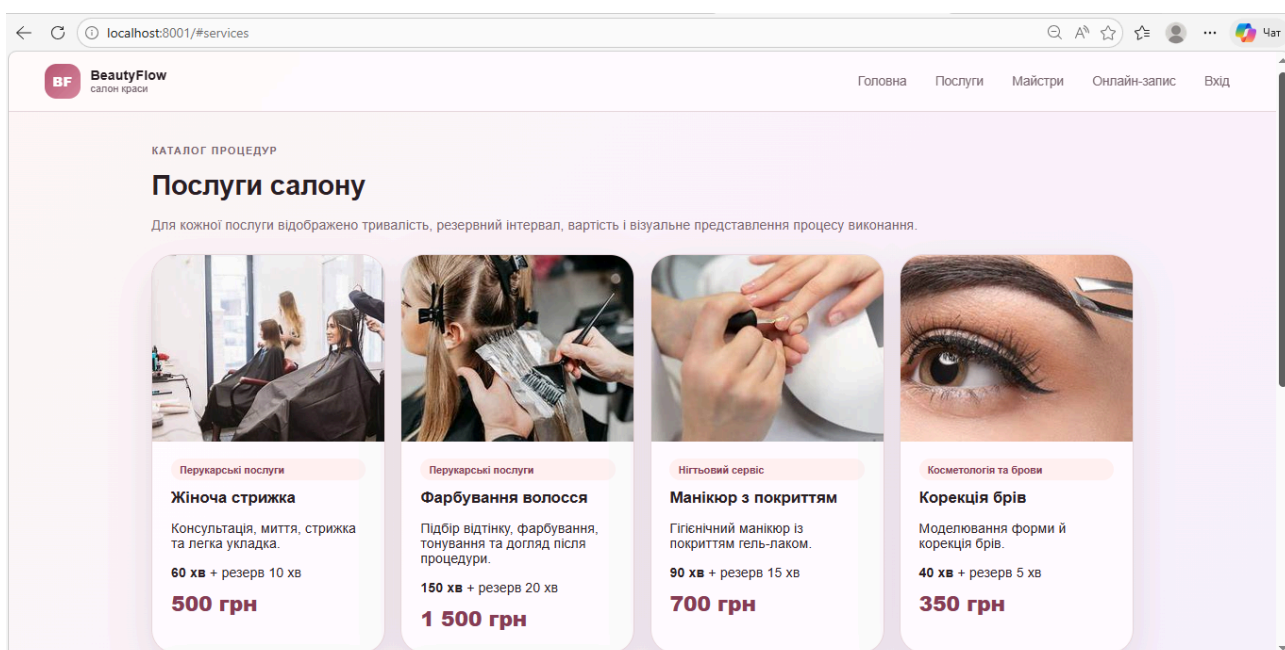 localhost:8001/#services
Чат
BF
BeautyFlow
салон краси
Головна Послуги Майстри Онлайн-запис Вхід
КАТАЛОГ ПРОЦЕДУР
Послуги салону
Для кожної послуги відображено тривалість, резервний інтервал, вартість і візуальне представлення процесу виконання.
Перукарські послуги
Жіноча стрижка
Консультація, миття, стрижка
та легка укладка.
60 хв + резерв 10 хв
500 грн
Перукарські послуги
Фарбування волосся
Підбір відтінку, фарбування,
тонування та догляд після
процедури.
150 хв + резерв 20 хв
1 500 грн
Нігтьовий сервіс
Манікюр з покриттям
Гігієнічний манікюр із
покриттям гель-лаком.
90 хв + резерв 15 хв
700 грн
Косметологія та брови
Корекція брів
Моделювання форми й
корекція брів.
40 хв + резерв 5 хв
350 грн